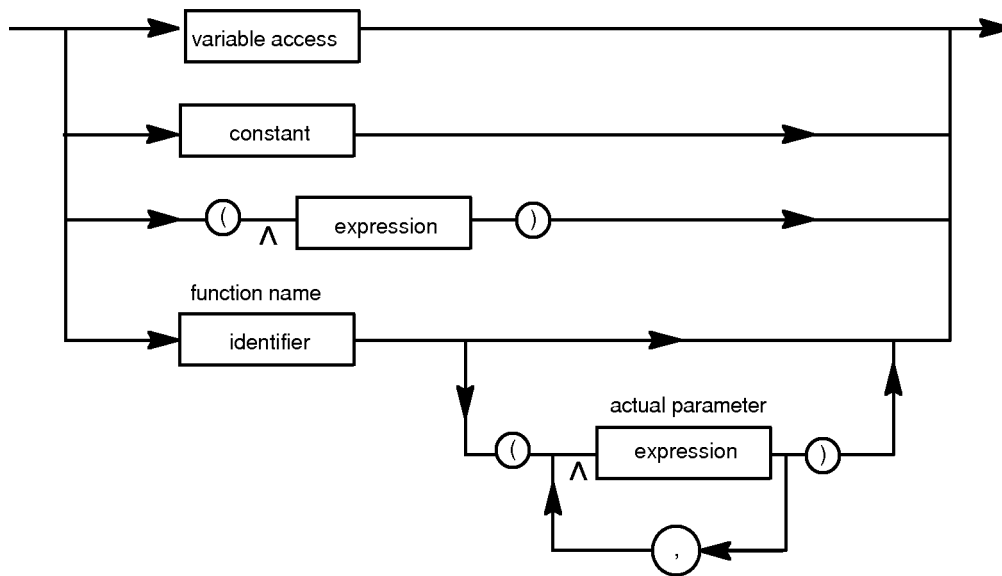 variable access
constant
( ^ expression )
function name
identifier
actual parameter
( ^ expression )
,